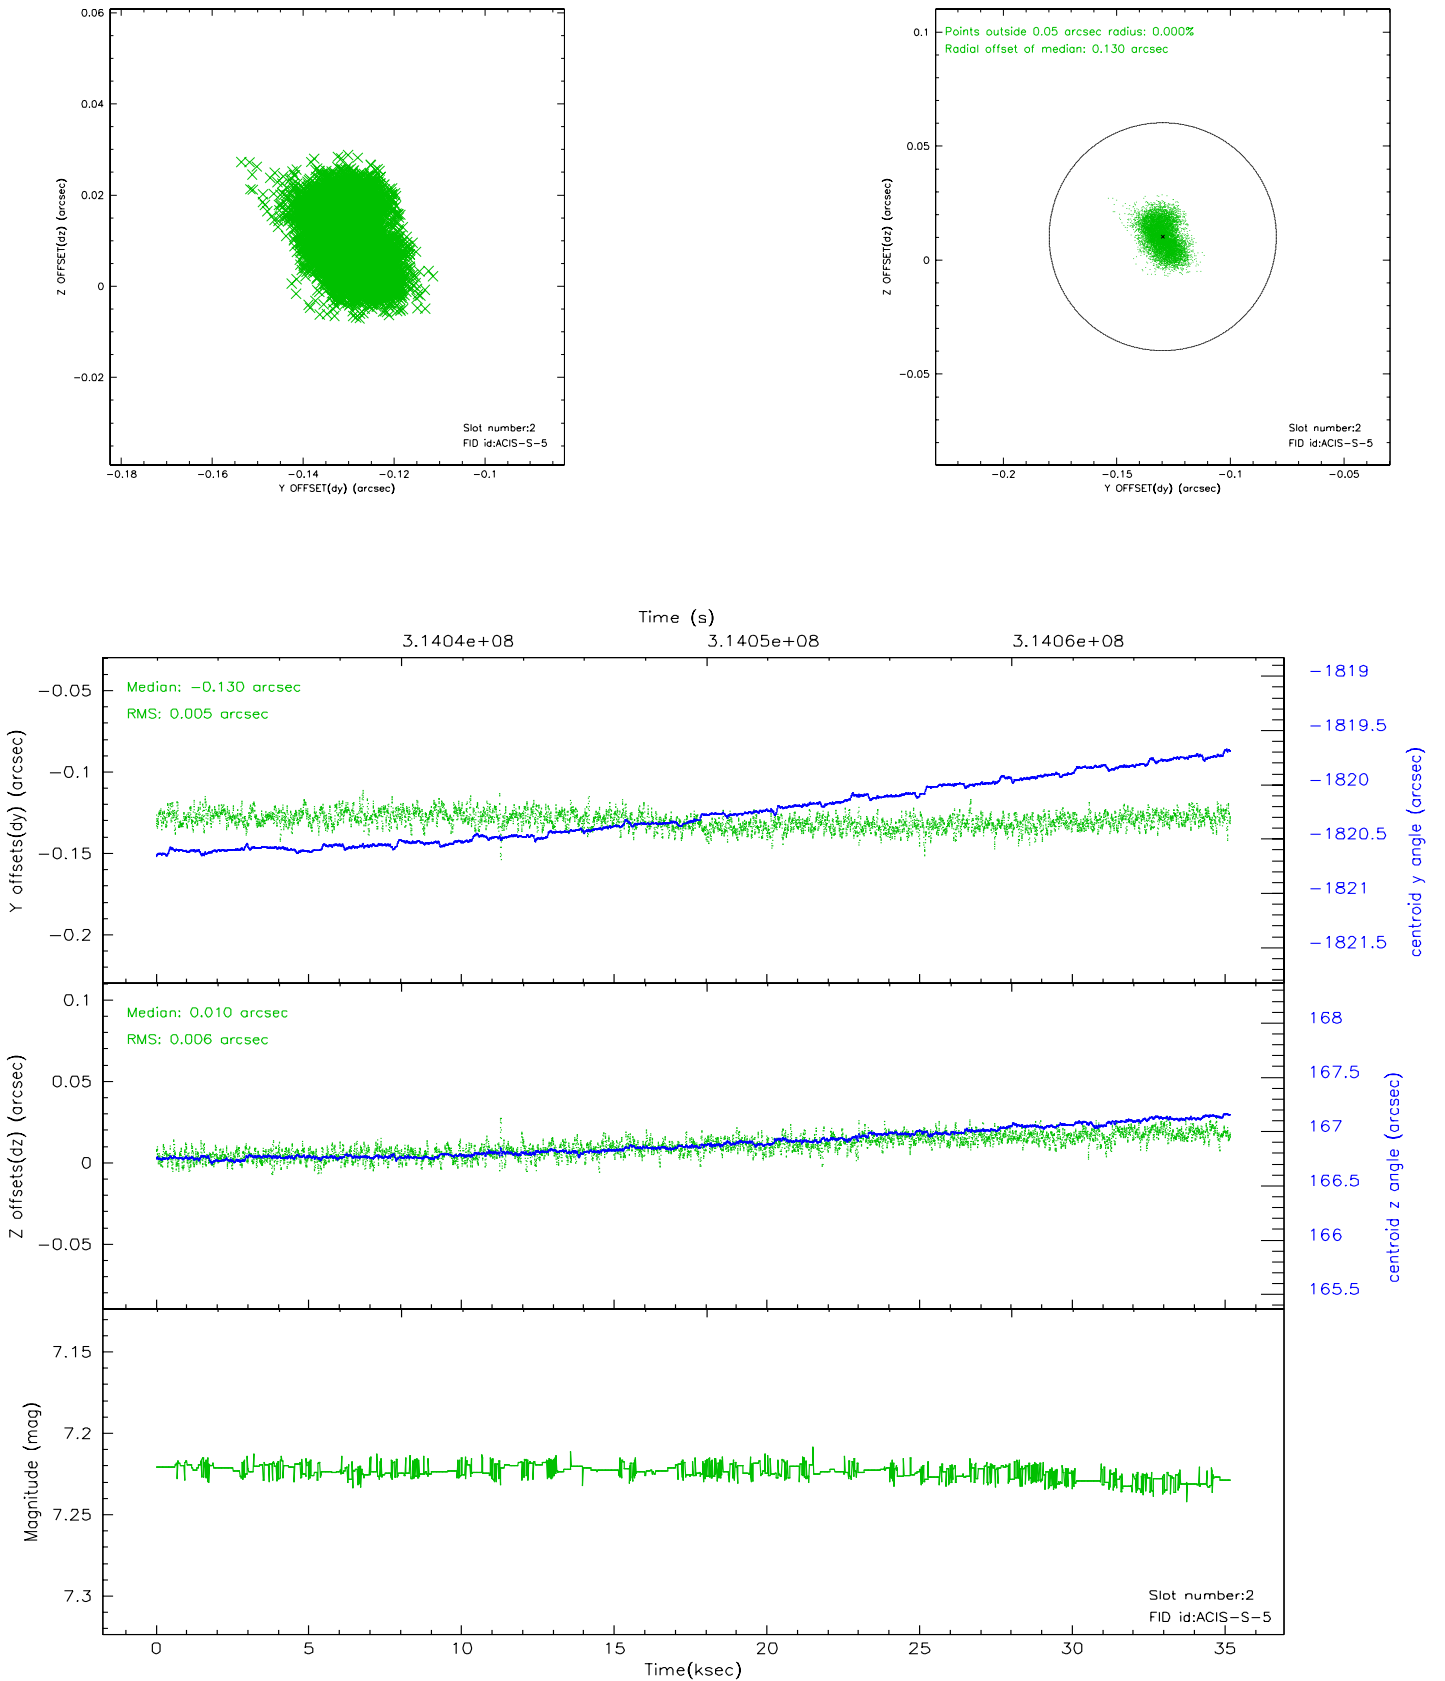 0.06
0.04
0.02
0
−0.02
Z OFFSET(dz) (arcsec)
Slot number:2
FID id:ACIS−S−5
−0.18 −0.16 −0.14 −0.12 −0.1
Y OFFSET(dy) (arcsec)
Points outside 0.05 arcsec radius: 0.000%
Radial offset of median: 0.130 arcsec
0.1
0.05
0
−0.05
Z OFFSET(dz) (arcsec)
Slot number:2
FID id:ACIS−S−5
−0.2 −0.15 −0.1 −0.05
Y OFFSET(dy) (arcsec)
Time (s)
3.1404e+08 3.1405e+08 3.1406e+08
Median: −0.130 arcsec
RMS: 0.005 arcsec
−0.05
−0.1
−0.15
−0.2
Y offsets(dy) (arcsec)
−1819
−1819.5
−1820
−1820.5
−1821
−1821.5
centroid y angle (arcsec)
Median: 0.010 arcsec
RMS: 0.006 arcsec
0.1
0.05
0
−0.05
Z offsets(dz) (arcsec)
168
167.5
167
166.5
166
165.5
centroid z angle (arcsec)
7.15
7.2
7.25
7.3
Magnitude (mag)
Slot number:2
FID id:ACIS−S−5
0 5 10 15 20 25 30 35
Time(ksec)